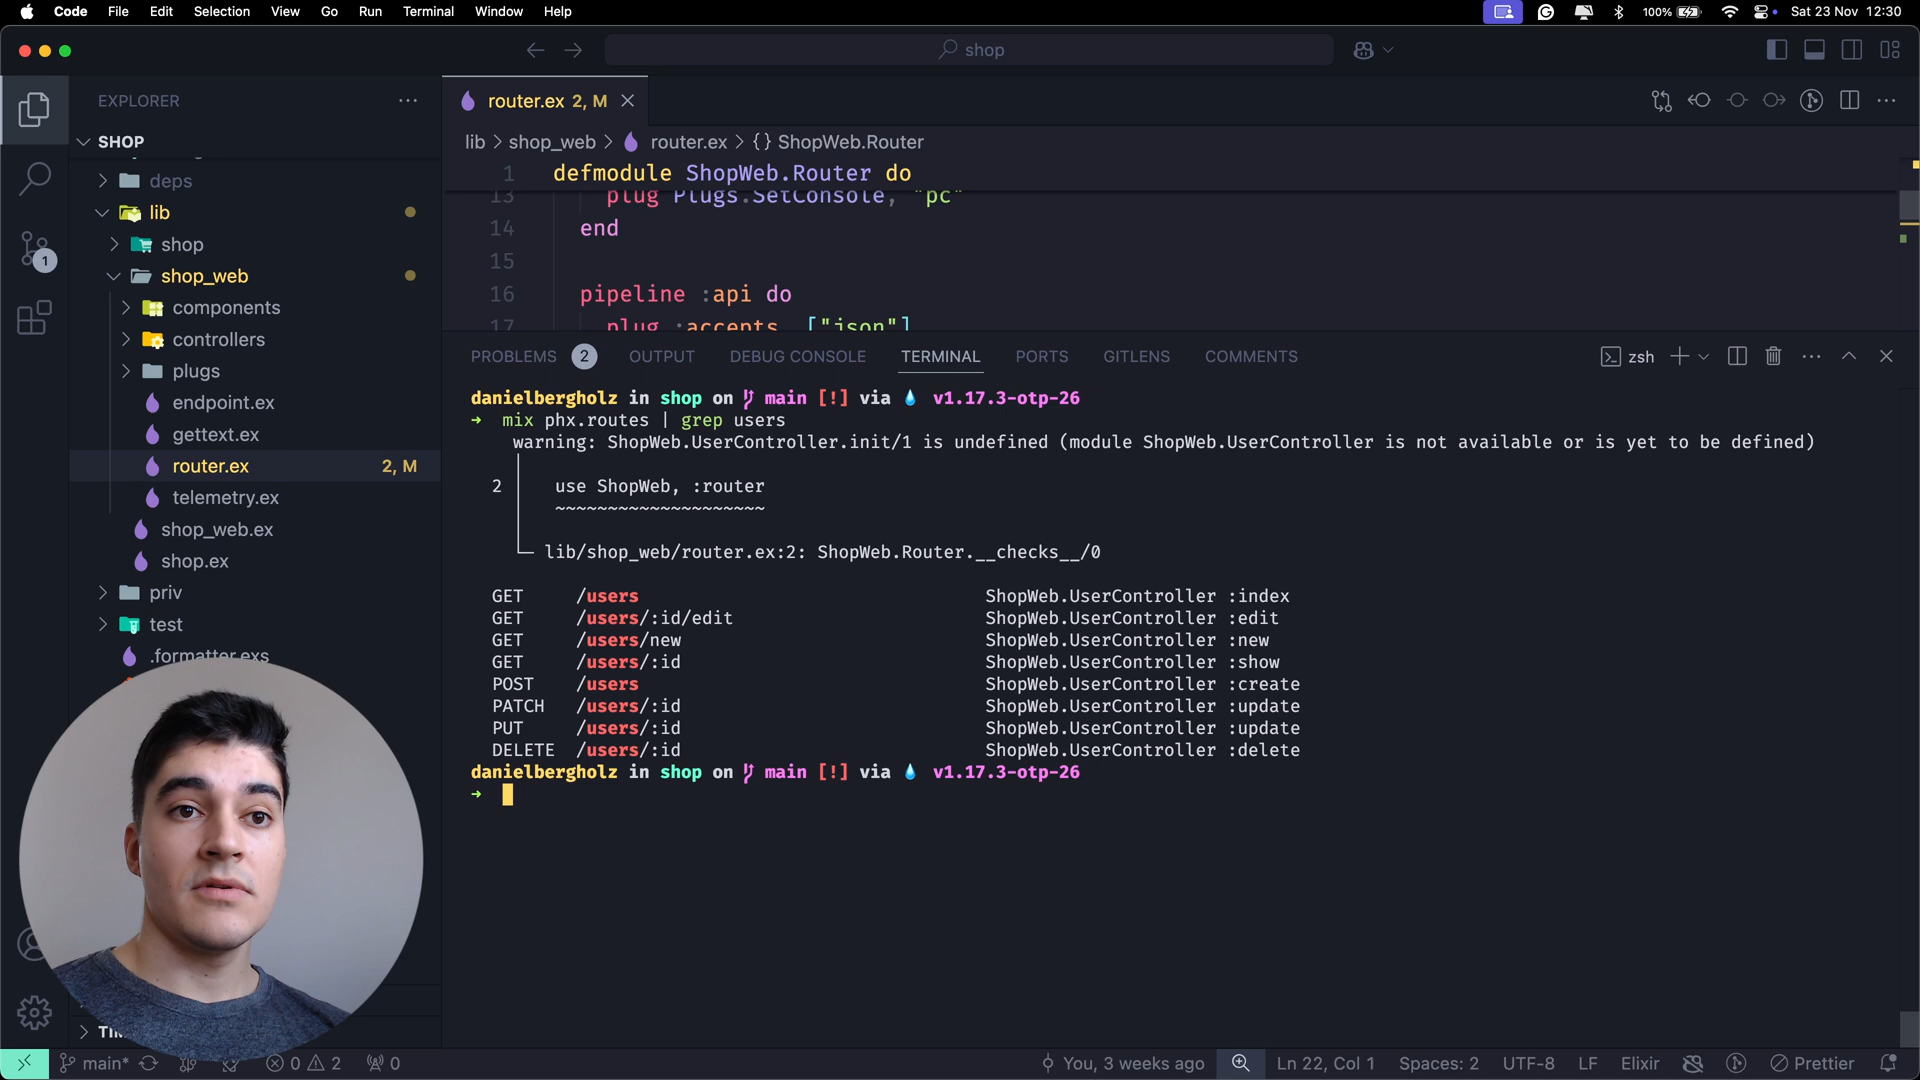 Code File Edit Selection View Go Run Terminal Window Help
100% Sat 23 Nov 12:30
shop
EXPLORER
SHOP
deps
lib
shop
shop_web
components
controllers
plugs
endpoint.ex
gettext.ex
router.ex 2, M
telemetry.ex
shop_web.ex
shop.ex
priv
test
.formatter.exs
router.ex 2, M
lib > shop_web > router.ex > {} ShopWeb.Router
1 defmodule ShopWeb.Router do
13 plug Plugs.SetConsole, "pc"
14 end
15
16 pipeline :api do
17 plug :accepts, ["json"]
PROBLEMS 2 OUTPUT DEBUG CONSOLE TERMINAL PORTS GITLENS COMMENTS
zsh
danielbergholz in shop on main [!] via v1.17.3-otp-26
➜ mix phx.routes | grep users
warning: ShopWeb.UserController.init/1 is undefined (module ShopWeb.UserController is not available or is yet to be defined)
2 │ use ShopWeb, :router
~~~~~~~~~~~~~~~~~~~~
└─ lib/shop_web/router.ex:2: ShopWeb.Router.__checks__/0
GET /users ShopWeb.UserController :index
GET /users/:id/edit ShopWeb.UserController :edit
GET /users/new ShopWeb.UserController :new
GET /users/:id ShopWeb.UserController :show
POST /users ShopWeb.UserController :create
PATCH /users/:id ShopWeb.UserController :update
PUT /users/:id ShopWeb.UserController :update
DELETE /users/:id ShopWeb.UserController :delete
danielbergholz in shop on main [!] via v1.17.3-otp-26
➜
1
main* 0 2 0
You, 3 weeks ago Ln 22, Col 1 Spaces: 2 UTF-8 LF Elixir Prettier